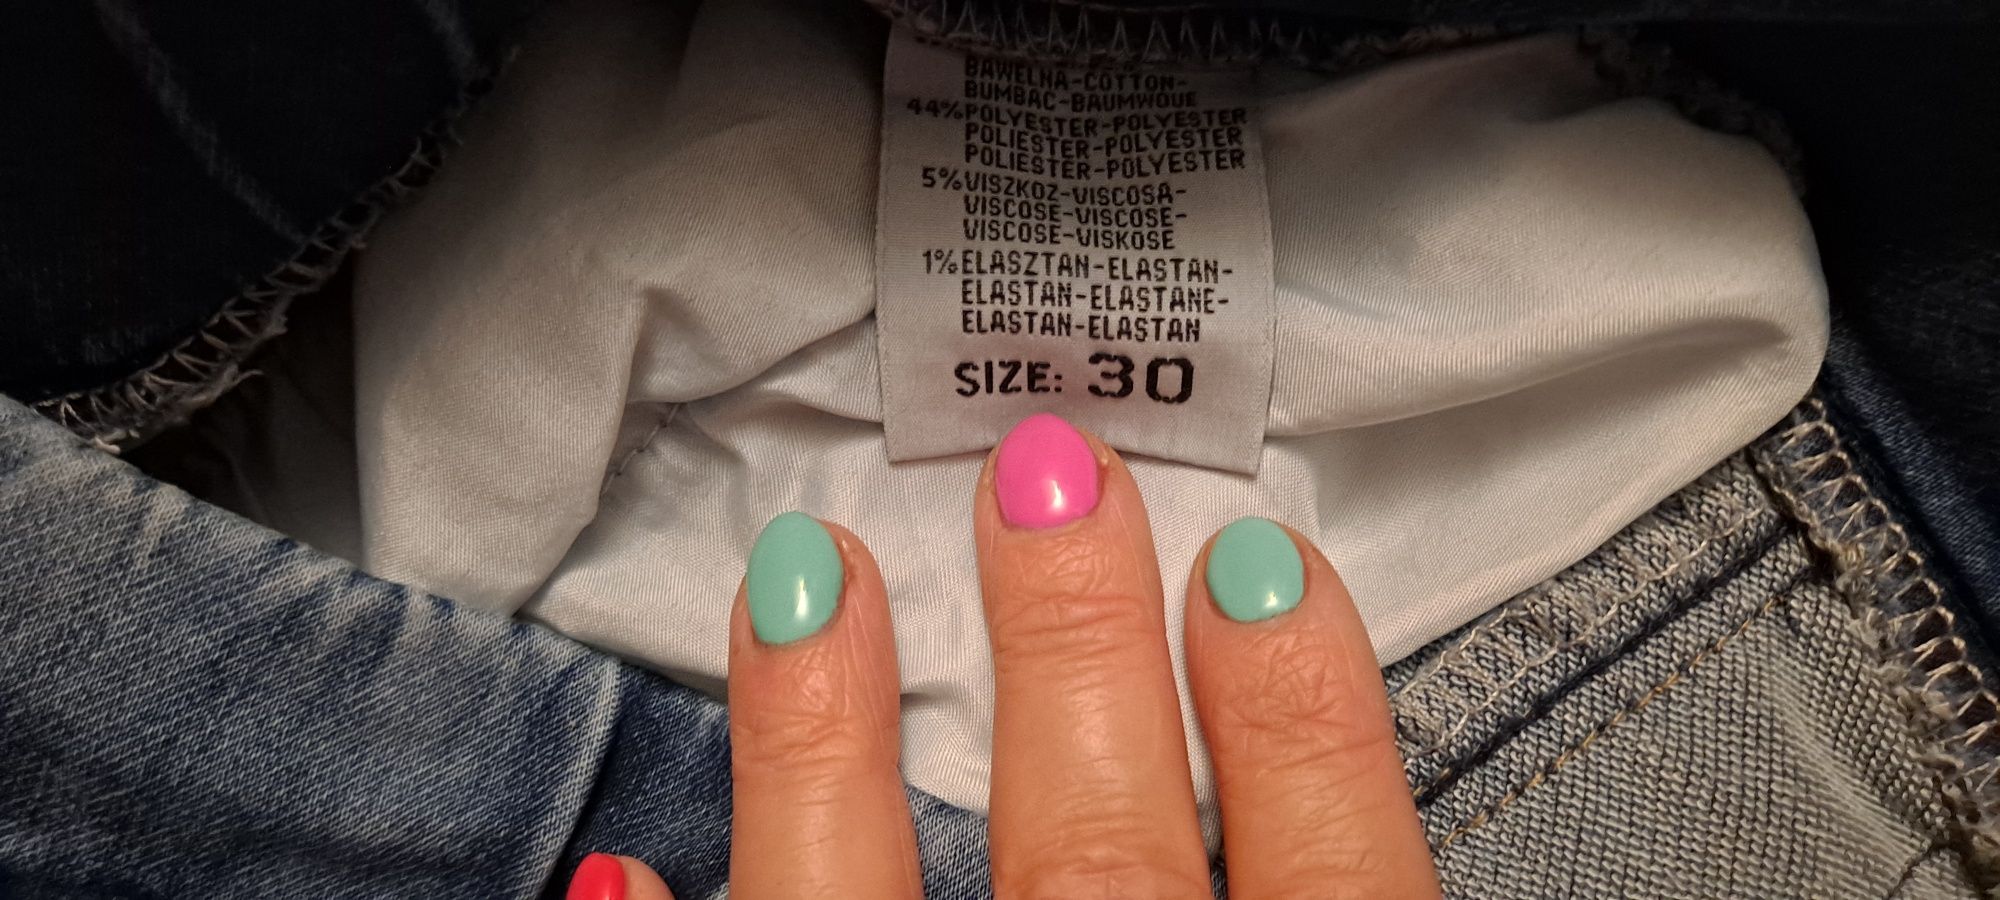 BAWEŁNA-COTTON-
BUMBAC-BAUMWOLLE
44%POLYESTER-POLYESTER
POLIESTER-POLYESTER
POLIESTER-POLYESTER
5%VISZKOZ-VISCOSA-
VISCOSE-VISCOSE-
VISCOSE-VISKOSE
1%ELASZTAN-ELASTAN-
ELASTAN-ELASTANE-
ELASTAN-ELASTAN
SIZE: 30